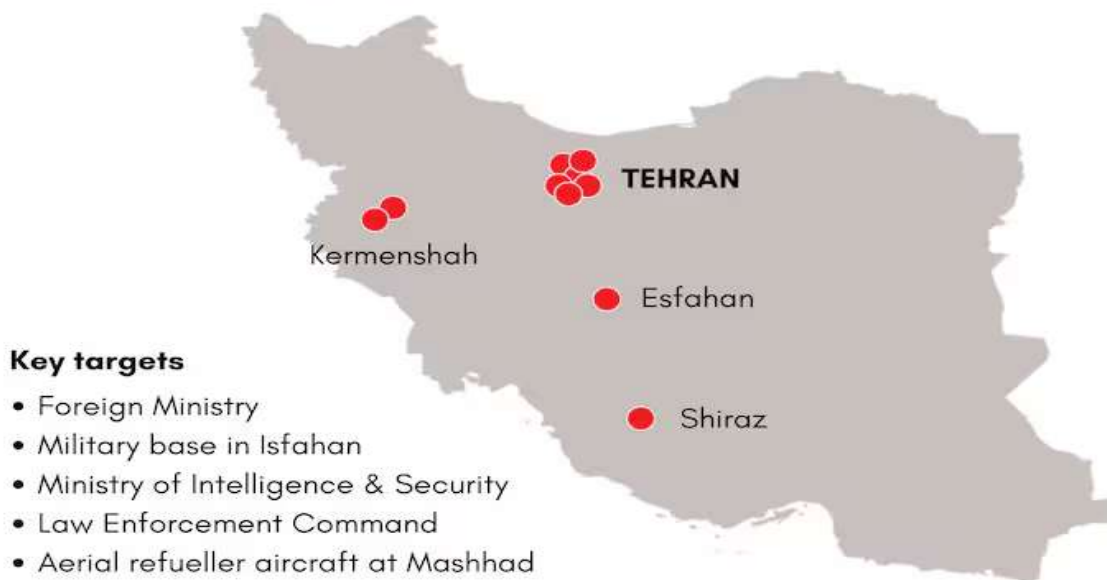 TEHRAN
Kermenshah
Esfahan
Key targets
• Foreign Ministry
Shiraz
• Military base in Isfahan
• Ministry of Intelligence & Security
• Law Enforcement Command
• Aerial refueller aircraft at Mashhad